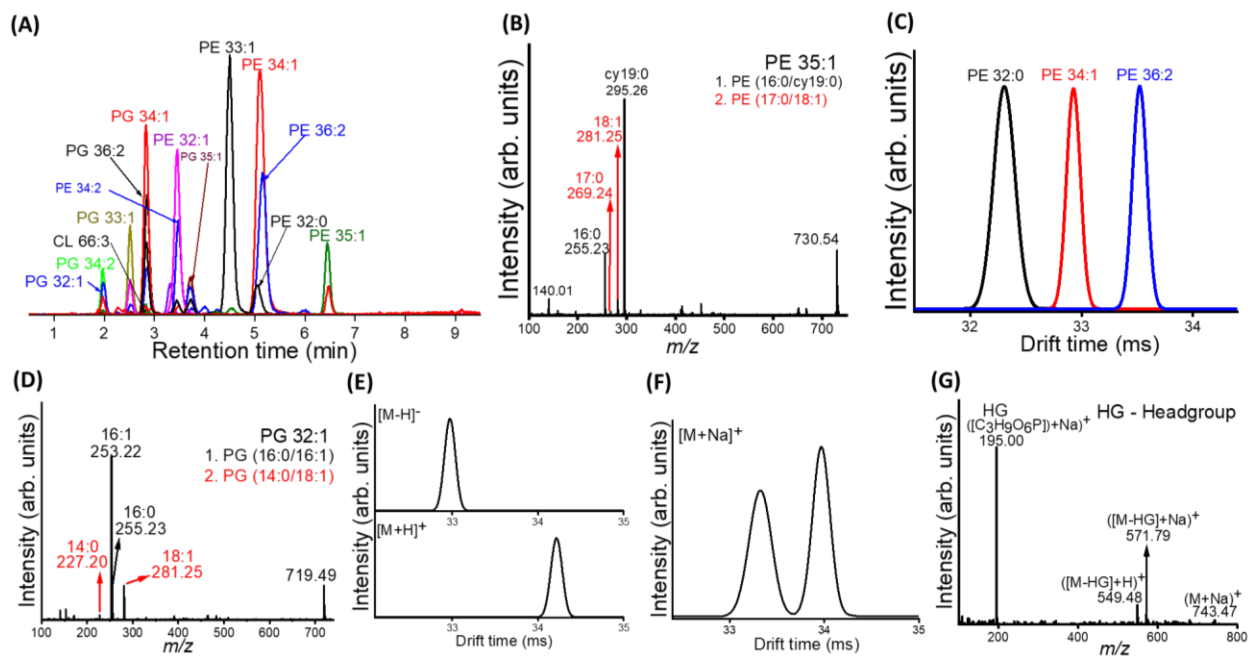 (A)
PE 33:1
PE 34:1
PG 34:1
PE 32:1
PG 36:2
PG 35:1
PE 36:2
PE 34:2
PG 33:1
PE 32:0
CL 66:3
PE 35:1
PG 34:2
PG 32:1
1 2 3 4 5 6 7 8 9
Retention time (min)
(B)
Intensity (arb. units)
PE 35:1
1. PE (16:0/cy19:0)
2. PE (17:0/18:1)
cy19:0
295.26
18:1
281.25
17:0
269.24
16:0
255.23
730.54
140.01
100 200 300 400 500 600 700
m/z
(C)
Intensity (arb. units)
PE 32:0 PE 34:1 PE 36:2
32 33 34
Drift time (ms)
(D)
Intensity (arb. units)
16:1
253.22
PG 32:1
1. PG (16:0/16:1)
2. PG (14:0/18:1)
16:0
255.23
14:0
227.20
18:1
281.25
719.49
100 200 300 400 500 600 700
m/z
(E)
Intensity (arb. units)
[M-H]⁻
33 34 35
[M+H]⁺
33 34 35
Drift time (ms)
(F)
Intensity (arb. units)
[M+Na]⁺
33 34 35
Drift time (ms)
(G)
Intensity (arb. units)
HG
([C₃H₉O₆P])+Na)⁺
195.00
HG - Headgroup
([M-HG]+Na)⁺
571.79
([M-HG]+H)⁺
549.48
(M+Na)⁺
743.47
200 400 600 800
m/z